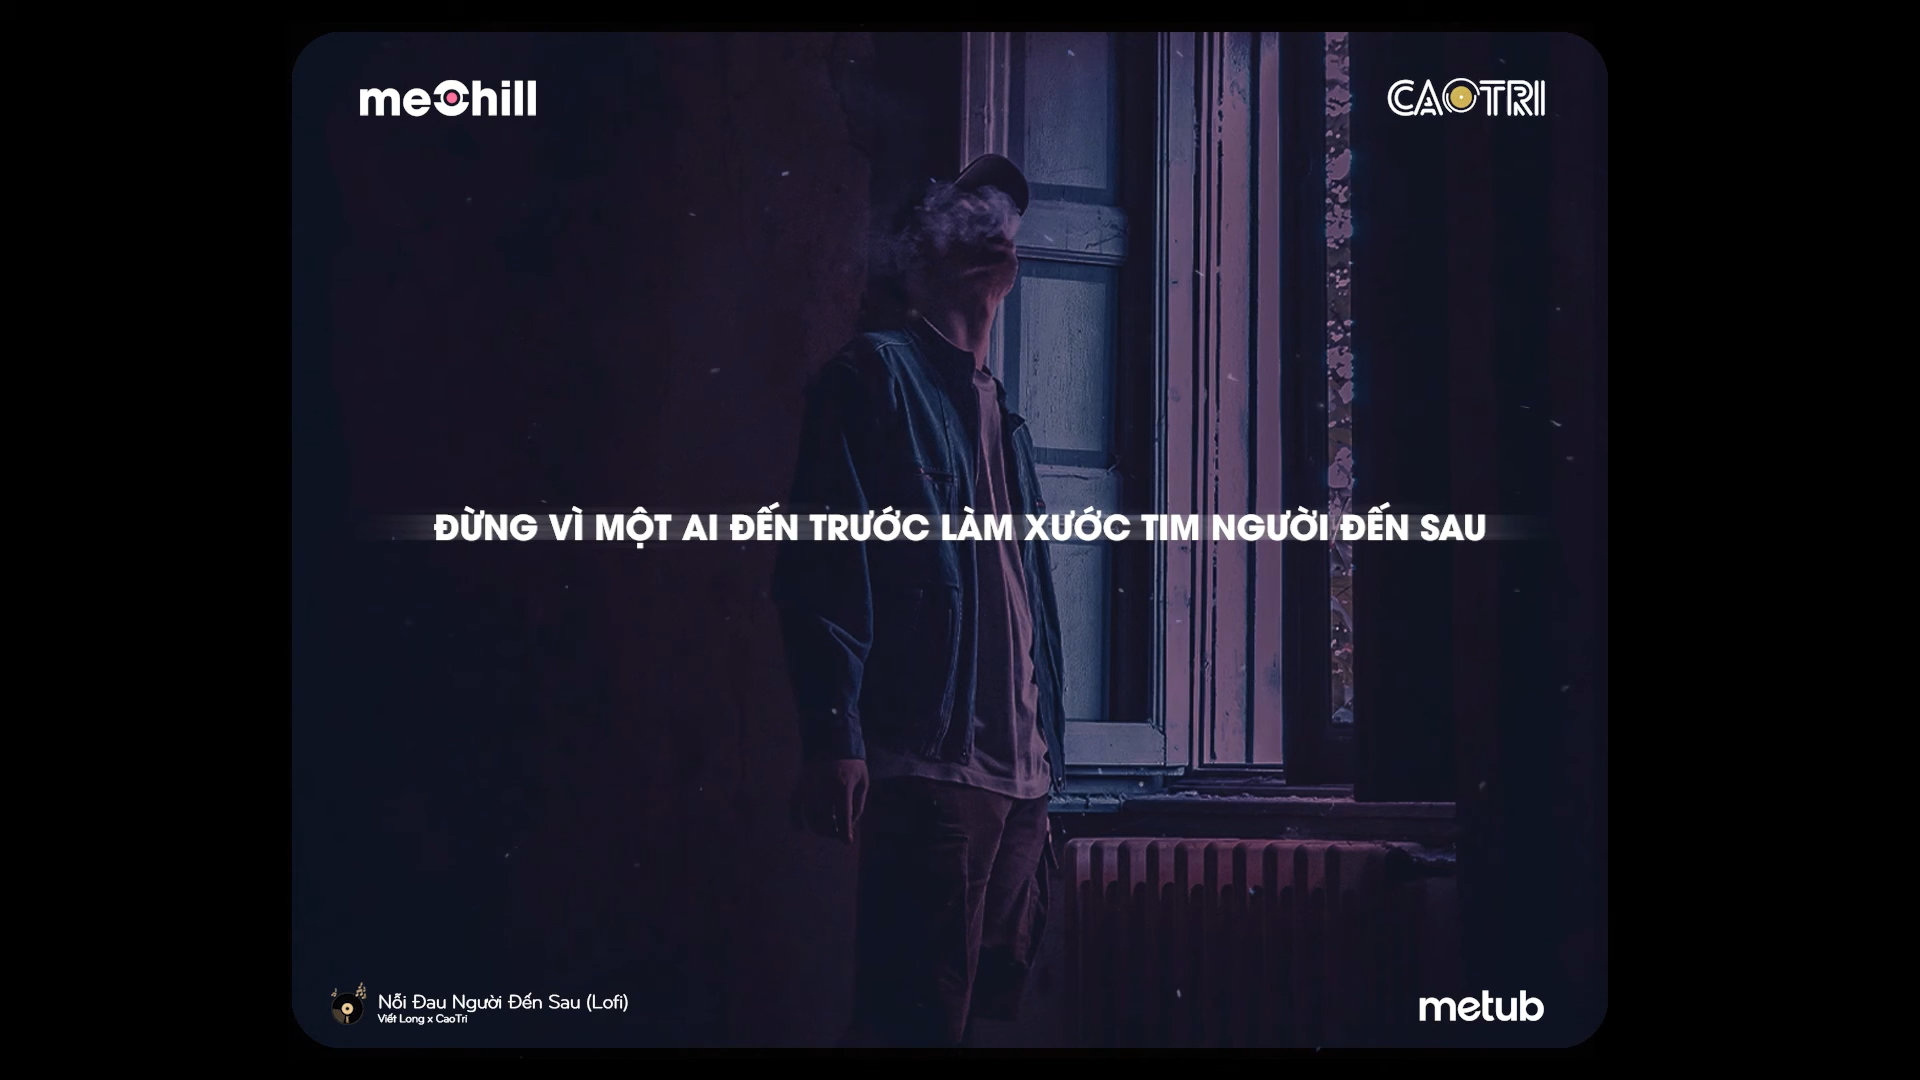 mechill
CAOTRI
ĐỪNG VÌ MỘT AI ĐẾN TRƯỚC LÀM XƯỚC TIM NGƯỜI ĐẾN SAU
Nỗi Đau Người Đến Sau (Lofi)
Viết Long x CaoTri
metub